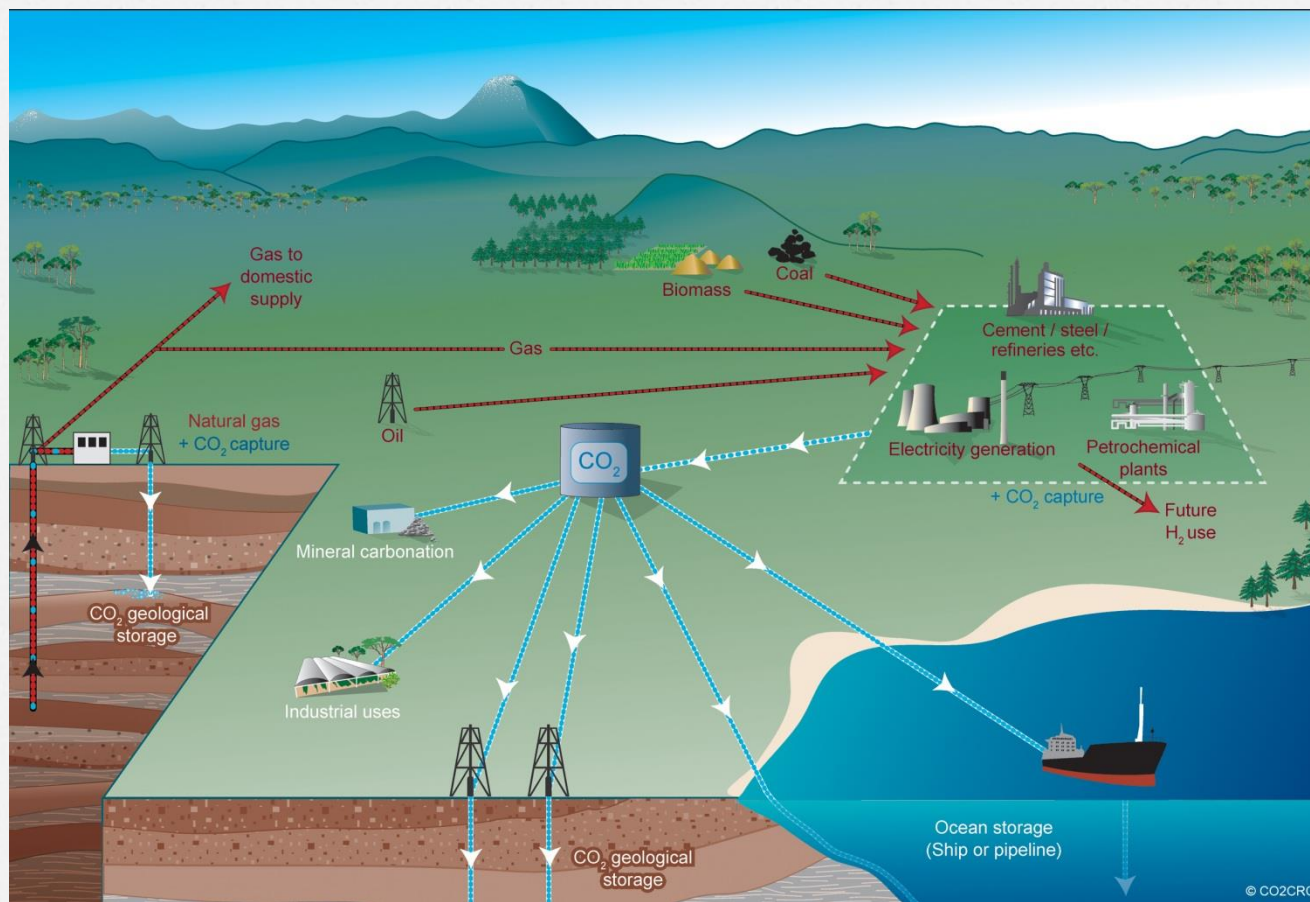 Gas to
domestic
supply
Coal
Biomass
Cement / steel /
refineries etc.
Gas
Natural gas
+ CO₂ capture
Oil
Electricity generation
Petrochemical
plants
CO₂
+ CO₂ capture
Future
H₂ use
Mineral carbonation
CO₂ geological
storage
Industrial uses
Ocean storage
(Ship or pipeline)
CO₂ geological
storage